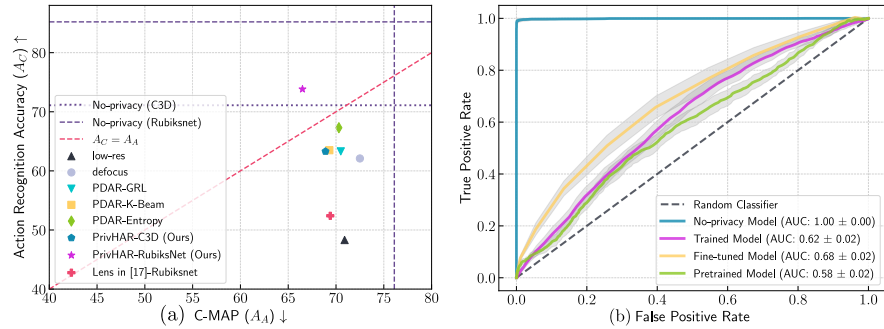 80
70
60
50
40
Action Recognition Accuracy (A_C) ↑
No-privacy (C3D)
No-privacy (Rubiksnet)
A_C = A_A
low-res
defocus
PDAR-GRL
PDAR-K-Beam
PDAR-Entropy
PrivHAR-C3D (Ours)
PrivHAR-RubiksNet (Ours)
Lens in [17]-Rubiksnet
40 45 50 55 60 65 70 75 80
(a) C-MAP (A_A) ↓
1.0
0.8
0.6
0.4
0.2
0.0
True Positive Rate
Random Classifier
No-privacy Model (AUC: 1.00 ± 0.00)
Trained Model (AUC: 0.62 ± 0.02)
Fine-tuned Model (AUC: 0.68 ± 0.02)
Pretrained Model (AUC: 0.58 ± 0.02)
0.0 0.2 0.4 0.6 0.8 1.0
(b) False Positive Rate